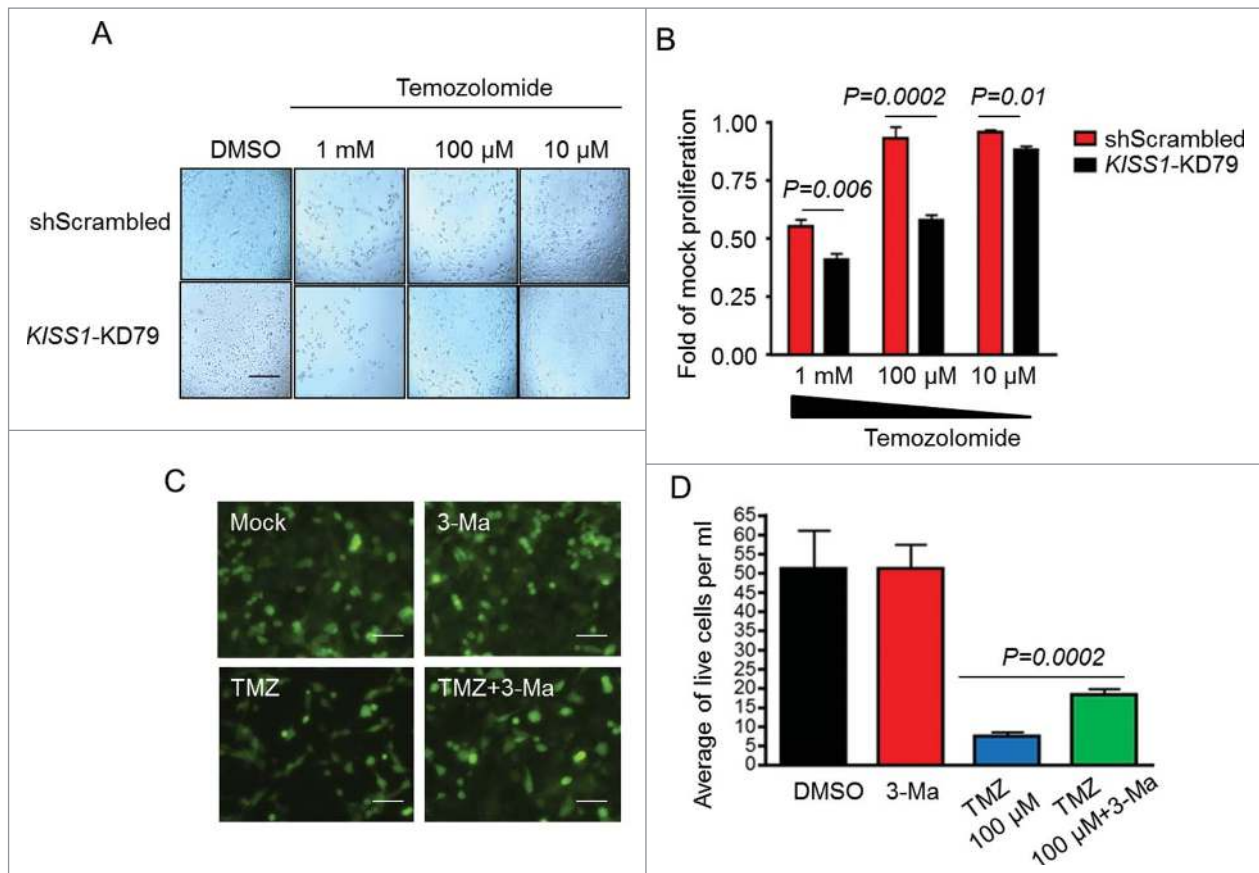 A
Temozolomide
DMSO 1 mM 100 µM 10 µM
shScrambled
KISS1-KD79
B
P=0.0002 P=0.01
P=0.006
shScrambled
KISS1-KD79
Fold of mock proliferation
1.00
0.75
0.50
0.25
0.00
1 mM 100 µM 10 µM
Temozolomide
C
Mock 3-Ma
TMZ TMZ+3-Ma
D
Average of live cells per ml
65
60
55
50
45
40
35
30
25
20
15
10
5
0
P=0.0002
DMSO 3-Ma
TMZ
100 µM
TMZ
100 µM+3-Ma